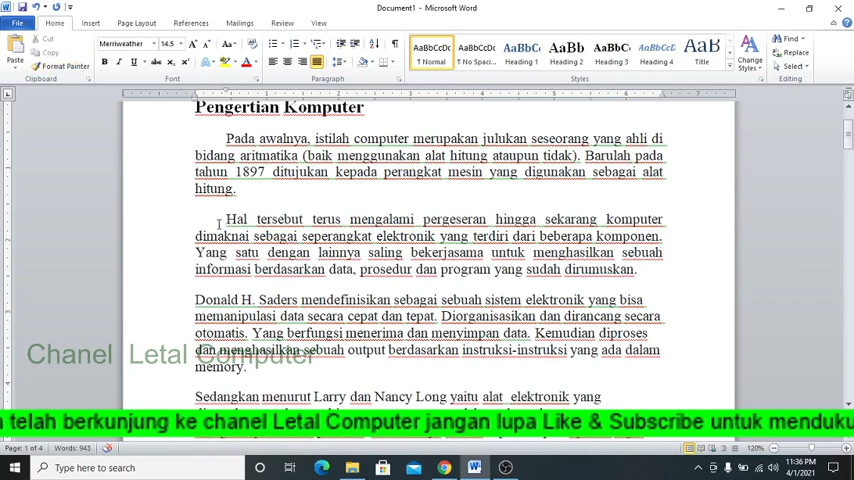 Document1 - Microsoft Word
File Home Insert Page Layout References Mailings Review View
Cut
Copy
Format Painter
Paste
Clipboard
Merriweather 14.5
Font
Paragraph
AaBbCcDc AaBbCcDc AaBbCc AaBb AaBbCc AaBbCcD AaB
¶ Normal ¶ No Spaci... Heading 1 Heading 2 Heading 3 Heading 4 Title
Styles
Change
Styles
Find
Replace
Select
Editing
Pengertian Komputer
Pada awalnya, istilah computer merupakan julukan seseorang yang ahli di
bidang aritmatika (baik menggunakan alat hitung ataupun tidak). Barulah pada
tahun 1897 ditujukan kepada perangkat mesin yang digunakan sebagai alat
hitung.
Hal tersebut terus mengalami pergeseran hingga sekarang komputer
dimaknai sebagai seperangkat elektronik yang terdiri dari beberapa komponen.
Yang satu dengan lainnya saling bekerjasama untuk menghasilkan sebuah
informasi berdasarkan data, prosedur dan program yang sudah dirumuskan.
Donald H. Saders mendefinisikan sebagai sebuah sistem elektronik yang bisa
memanipulasi data secara cepat dan tepat. Diorganisasikan dan dirancang secara
otomatis. Yang berfungsi menerima dan menyimpan data. Kemudian diproses
dan menghasilkan sebuah output berdasarkan instruksi-instruksi yang ada dalam
memory.
Chanel Letal Computer
Sedangkan menurut Larry dan Nancy Long yaitu alat elektronik yang
telah berkunjung ke chanel Letal Computer jangan lupa Like & Subscribe untuk menduku
Page: 1 of 4 Words: 943
120%
Type here to search
11:36 PM
4/1/2021